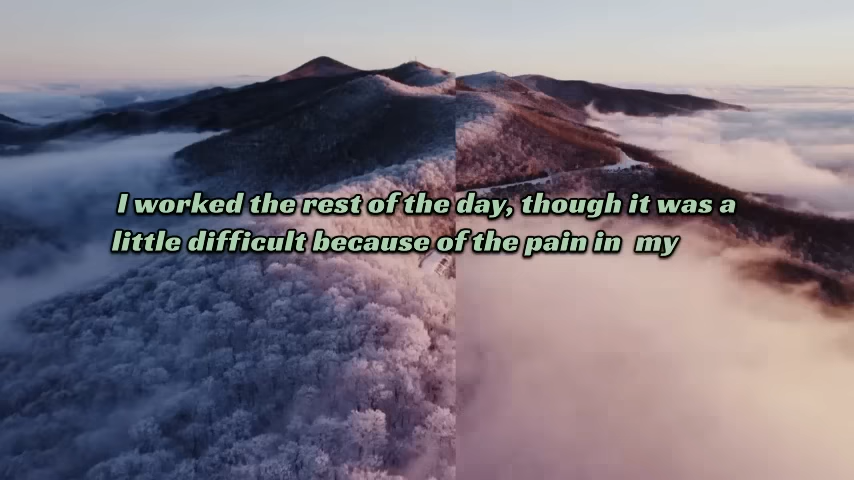 I worked the rest of the day, though it was a
little difficult because of the pain in my